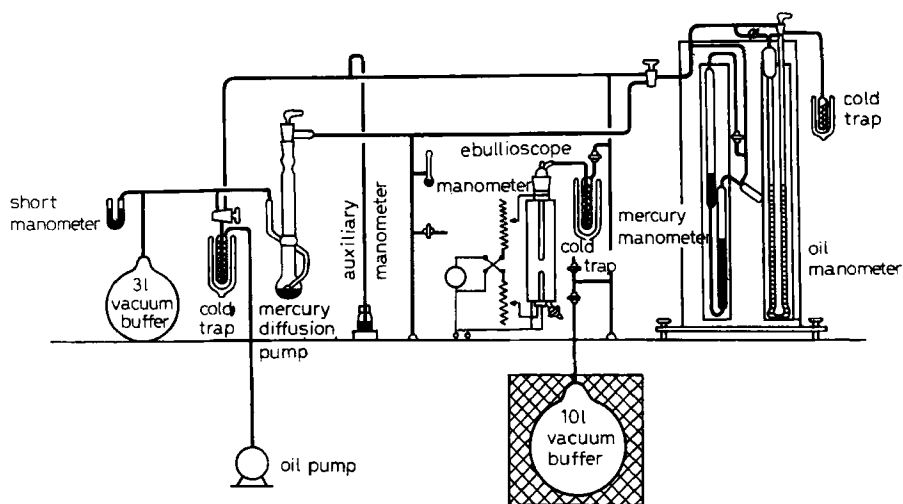 short
manometer
3l
vacuum
buffer
cold
trap
mercury
diffusion
pump
auxiliary
manometer
ebullioscope
manometer
cold
trap
mercury
manometer
oil manometer
cold
trap
oil pump
10l
vacuum
buffer